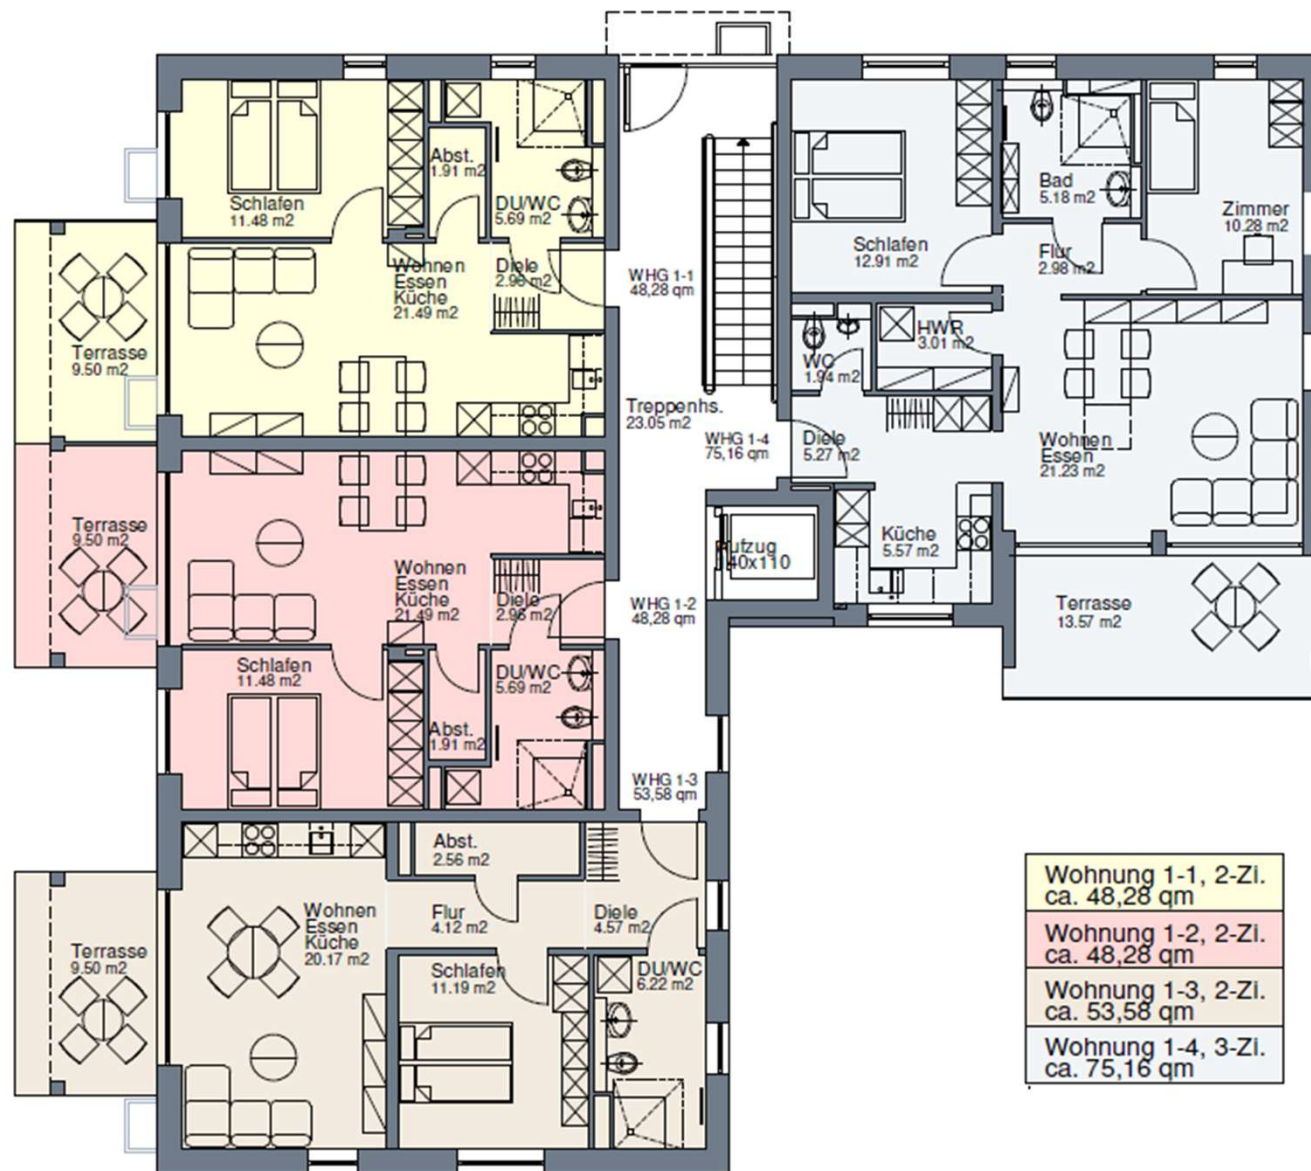 Schlafen
11.48 m2
Abst.
1.91 m2
DU/WC
5.69 m2
Wohnen
Essen
Küche
21.49 m2
Diele
2.96 m2
Terrasse
9.50 m2
WHG 1-1
48,28 qm
Treppenhs.
23.05 m2
WHG 1-4
75,16 qm
Schlafen
12.91 m2
Bad
5.18 m2
Zimmer
10.28 m2
Flur
2.98 m2
HWR
3.01 m2
WC
1.94 m2
Diele
5.27 m2
Wohnen
Essen
21.23 m2
Küche
5.57 m2
Terrasse
13.57 m2
Terrasse
9.50 m2
Wohnen
Essen
Küche
21.49 m2
Diele
2.96 m2
Schlafen
11.48 m2
Abst.
1.91 m2
DU/WC
5.69 m2
Aufzug
140x110
WHG 1-2
48,28 qm
WHG 1-3
53,58 qm
Abst.
2.56 m2
Wohnen
Essen
Küche
20.17 m2
Flur
4.12 m2
Diele
4.57 m2
Terrasse
9.50 m2
Schlafen
11.19 m2
DU/WC
6.22 m2
Wohnung 1-1, 2-Zi.
ca. 48,28 qm
Wohnung 1-2, 2-Zi.
ca. 48,28 qm
Wohnung 1-3, 2-Zi.
ca. 53,58 qm
Wohnung 1-4, 3-Zi.
ca. 75,16 qm